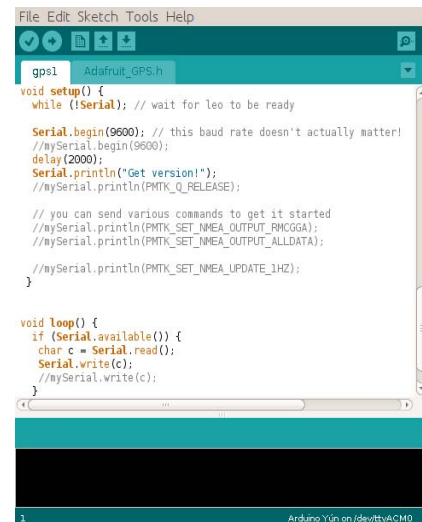 File Edit Sketch Tools Help
gps1 Adafruit_GPS.h
void setup() {
while (!Serial); // wait for leo to be ready
Serial.begin(9600); // this baud rate doesn't actually matter!
//mySerial.begin(9600);
delay(2000);
Serial.println("Get version!");
//mySerial.println(PMTK_Q_RELEASE);
// you can send various commands to get it started
//mySerial.println(PMTK_SET_NMEA_OUTPUT_RMCGGA);
//mySerial.println(PMTK_SET_NMEA_OUTPUT_ALLDATA);
//mySerial.println(PMTK_SET_NMEA_UPDATE_1HZ);
}
void loop() {
if (Serial.available()) {
char c = Serial.read();
Serial.write(c);
//mySerial.write(c);
}
1 Arduino Yún on /dev/ttyACM0